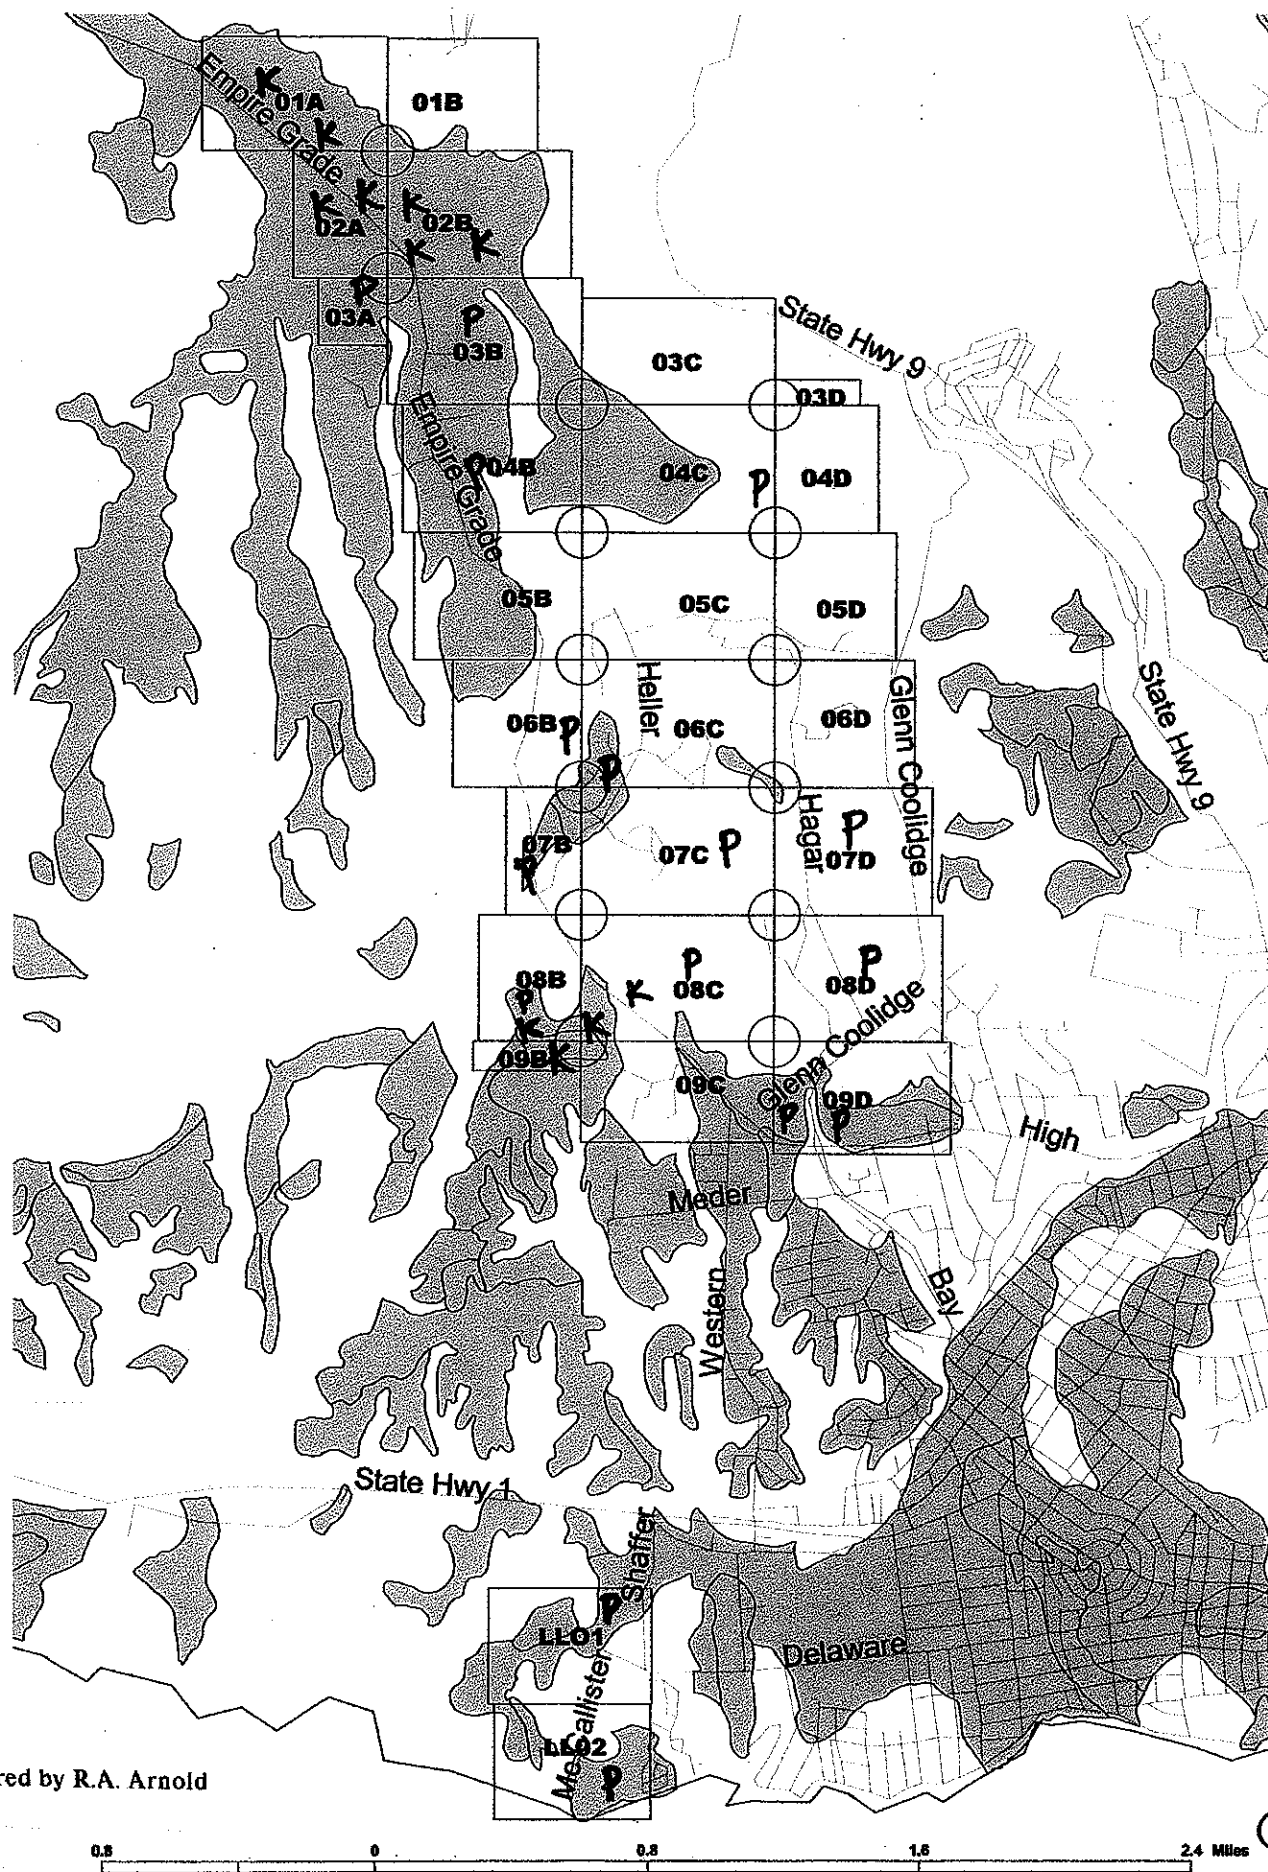 K
01A
01B
Empire Grade
K
K
K
K
02A
02B
K
K
P
03A
P
03B
03C
State Hwy 9
03D
Empire Grade
P
04B
04C
P
04D
05B
05C
05D
Heller
State Hwy 9
Glenn Coolidge
06B
P
06C
06D
P
Hagar
07B
P
07C
P
P
07D
08B
P
P
08C
K
P
08D
K
K
09B
K
Glenn Coolidge
09C
P
09D
P
High
Meder
Bay
Western
State Hwy 1
Shaffer
P
LLO1
Delaware
McCallister
LLO2
P
red by R.A. Arnold
0.8 0 0.8 1.6 2.4 Miles